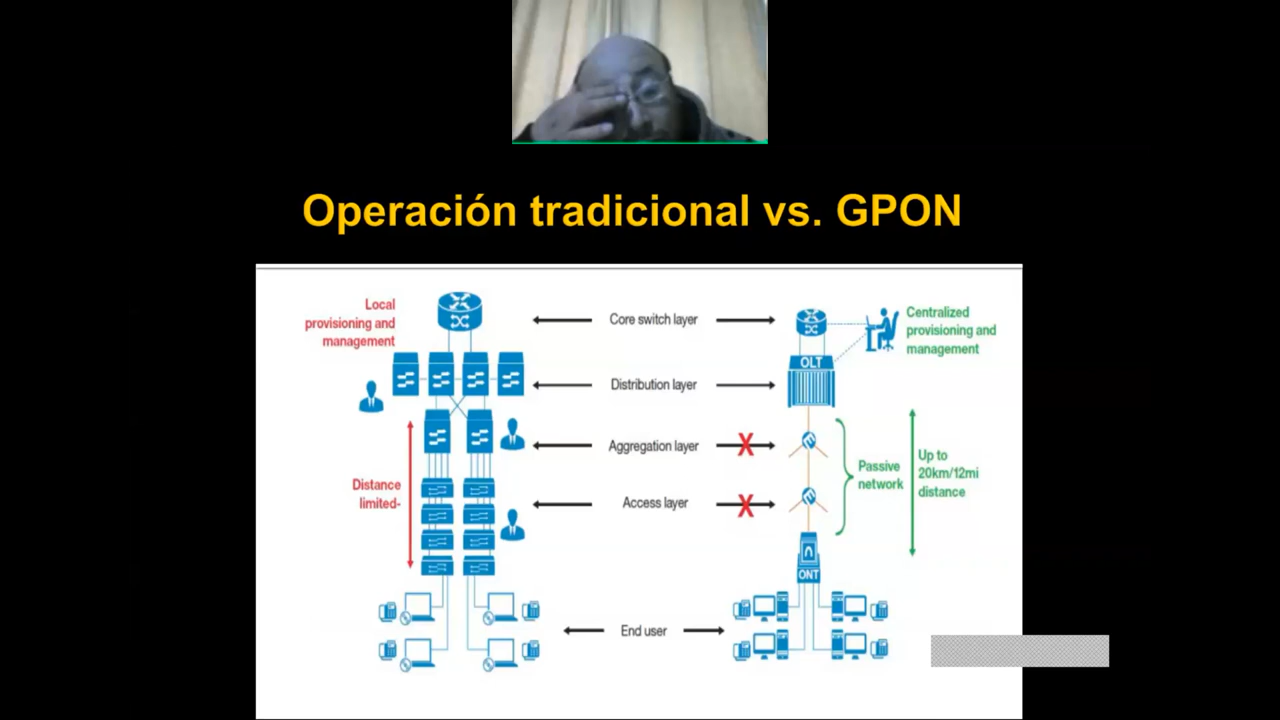 Operación tradicional vs. GPON
Local
provisioning and
management
Core switch layer
Centralized
provisioning and
management
OLT
Distribution layer
Aggregation layer
X
Distance
limited-
Access layer
X
Passive
network
Up to
20km/12mi
distance
ONT
End user